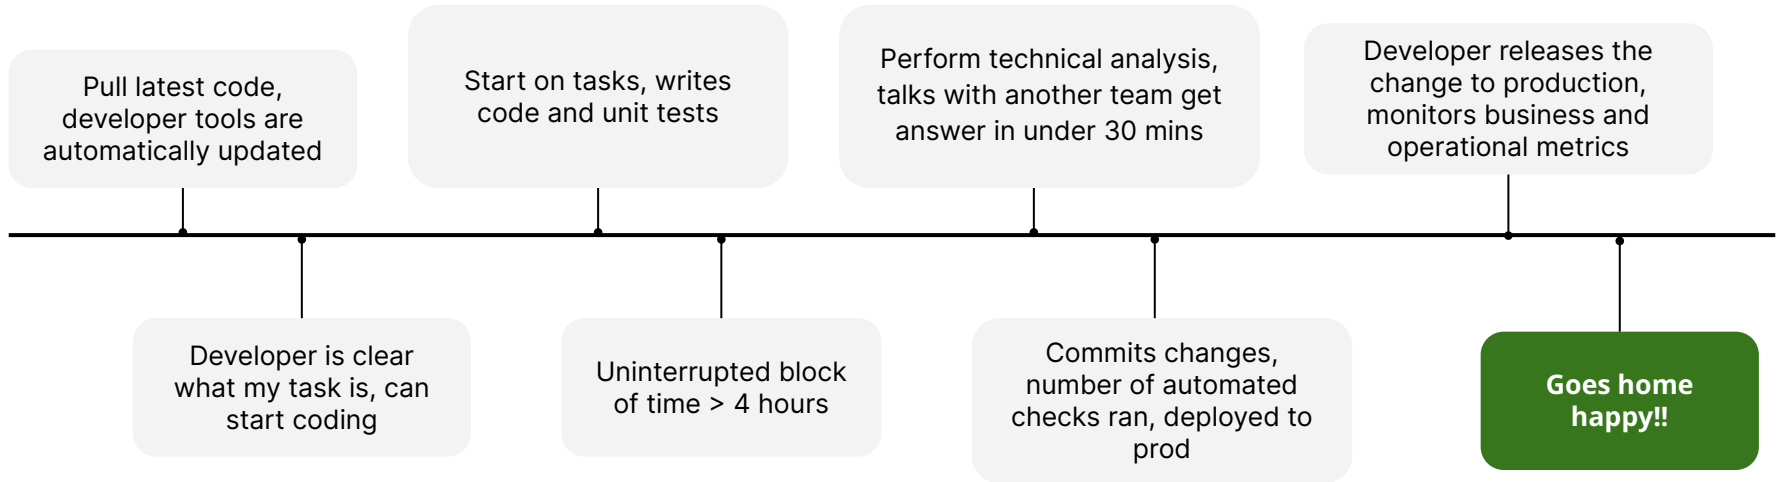 Pull latest code,
developer tools are
automatically updated
Developer is clear
what my task is, can
start coding
Start on tasks, writes
code and unit tests
Uninterrupted block
of time > 4 hours
Perform technical analysis,
talks with another team get
answer in under 30 mins
Commits changes,
number of automated
checks ran, deployed to
prod
Developer releases the
change to production,
monitors business and
operational metrics
Goes home
happy!!